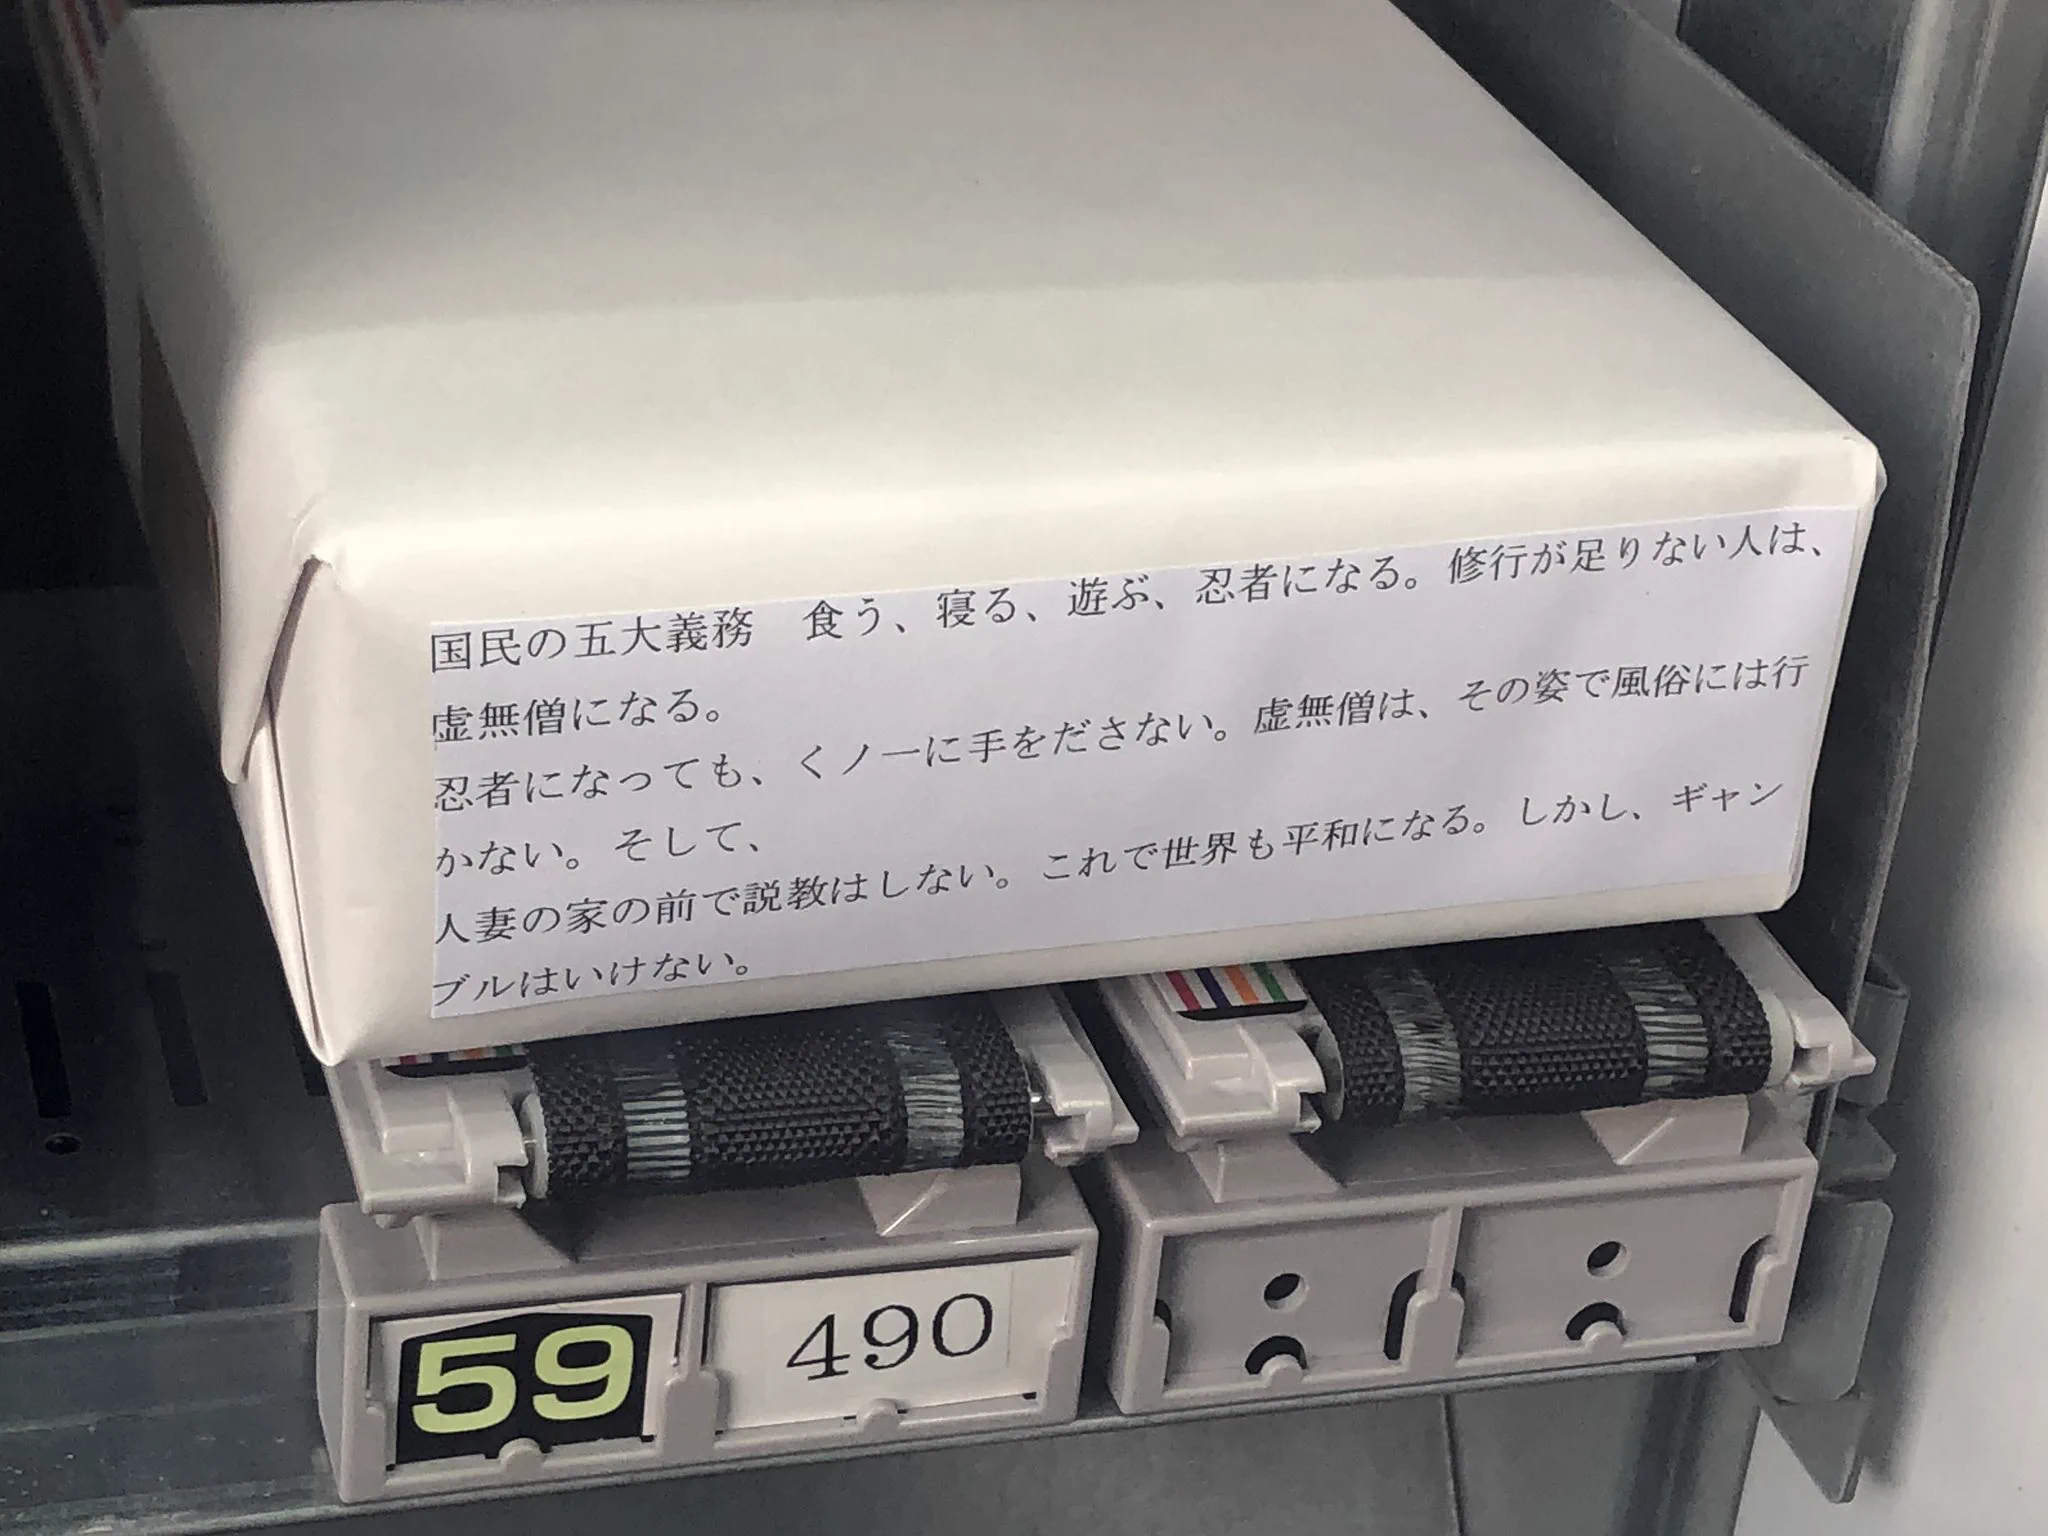 国民の五大義務　食う、寝る、遊ぶ、忍者になる。修行が足りない人は、
虚無僧になる。
忍者になっても、くノ一に手をださない。虚無僧は、その姿で風俗には行
かない。そして、
人妻の家の前で説教はしない。これで世界も平和になる。しかし、ギャン
ブルはいけない。
59
490